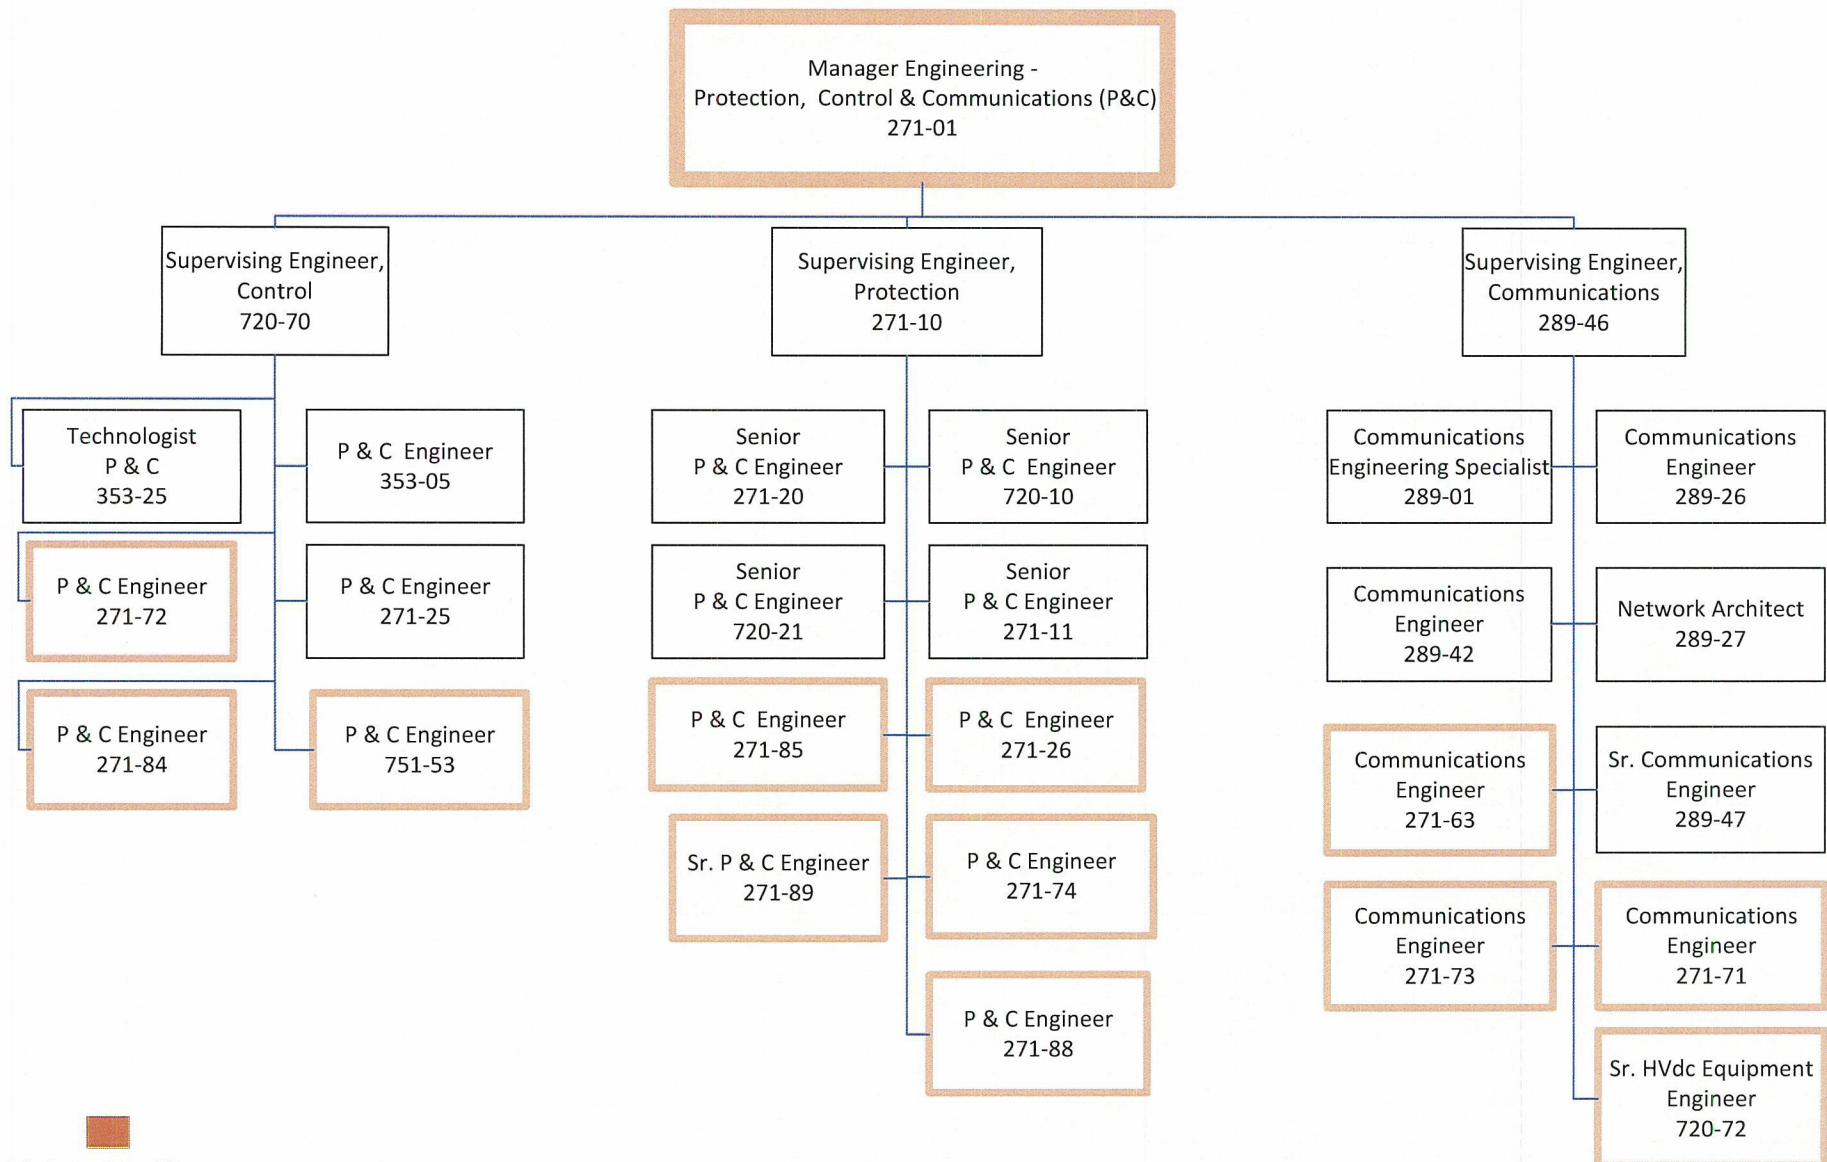 Manager Engineering -
Protection, Control & Communications (P&C)
271-01
Supervising Engineer,
Control
720-70
Supervising Engineer,
Protection
271-10
Supervising Engineer,
Communications
289-46
Technologist
P & C
353-25
P & C Engineer
353-05
P & C Engineer
271-72
P & C Engineer
271-25
P & C Engineer
271-84
P & C Engineer
751-53
Senior
P & C Engineer
271-20
Senior
P & C Engineer
720-10
Senior
P & C Engineer
720-21
Senior
P & C Engineer
271-11
P & C Engineer
271-85
P & C Engineer
271-26
Sr. P & C Engineer
271-89
P & C Engineer
271-74
P & C Engineer
271-88
Communications
Engineering Specialist
289-01
Communications
Engineer
289-26
Communications
Engineer
289-42
Network Architect
289-27
Communications
Engineer
271-63
Sr. Communications
Engineer
289-47
Communications
Engineer
271-73
Communications
Engineer
271-71
Sr. HVdc Equipment
Engineer
720-72